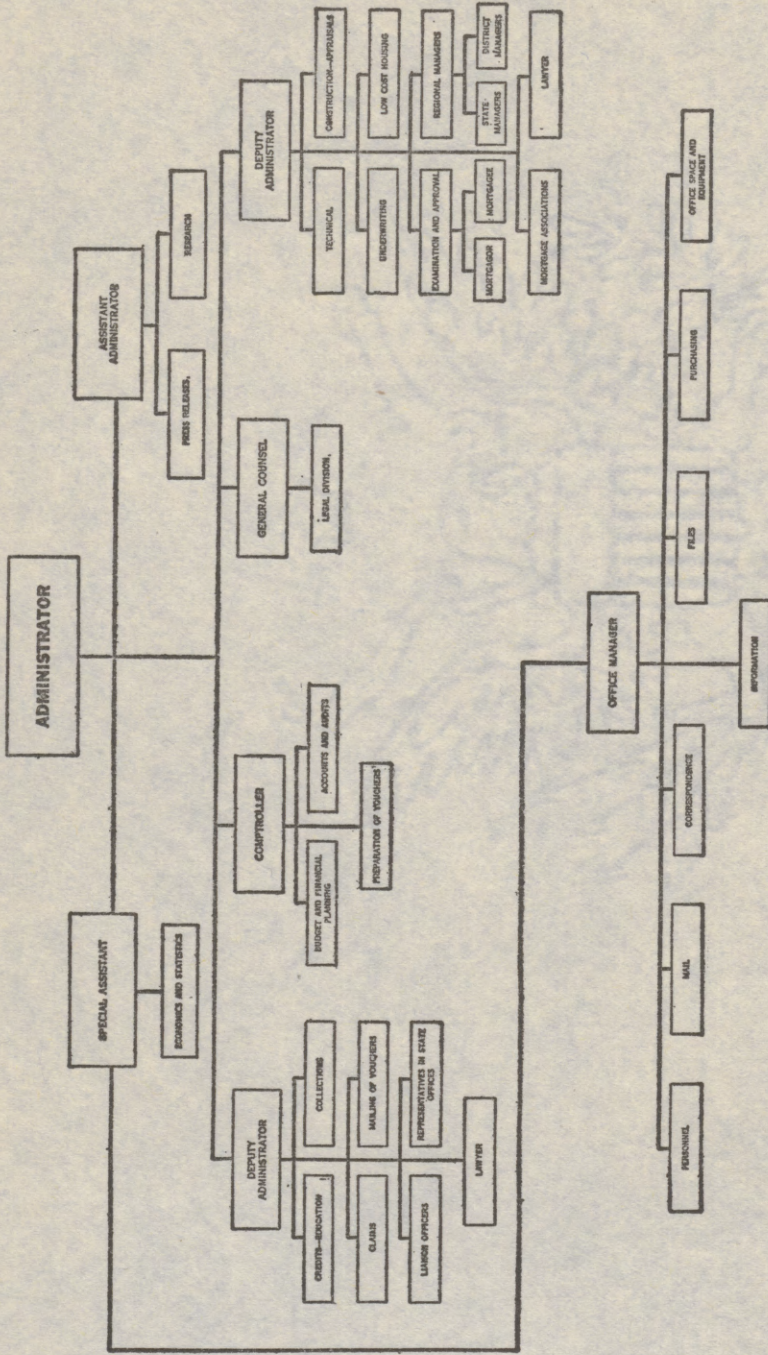 ADMINISTRATOR
SPECIAL ASSISTANT
ASSISTANT
ADMINISTRATOR
ECONOMICS AND STATISTICS
PRESS RELEASES,
RESEARCH
DEPUTY
ADMINISTRATOR
COMPTROLLER
GENERAL COUNSEL
DEPUTY
ADMINISTRATOR
CREDITS—EDUCATION
COLLECTIONS
CLAIMS
MAILING OF VOUCHERS
LIAISON OFFICERS
REPRESENTATIVES IN STATE
OFFICES
LAWYER
BUDGET AND FINANCIAL
PLANNING
ACCOUNTS AND AUDITS
PREPARATION OF VOUCHERS'
LEGAL DIVISION,
TECHNICAL
CONSTRUCTION—APPRAISALS
UNDERWRITING
LOW COST HOUSING
EXAMINATION AND APPROVAL
REGIONAL MANAGERS
MORTGAGOR
MORTGAGEE
STATE
MANAGERS
DISTRICT
MANAGERS
MORTGAGE ASSOCIATIONS
LAWYER
OFFICE MANAGER
PERSONNEL
MAIL
CORRESPONDENCE
FILES
PURCHASING
OFFICE SPACE AND
EQUIPMENT
INFORMATION